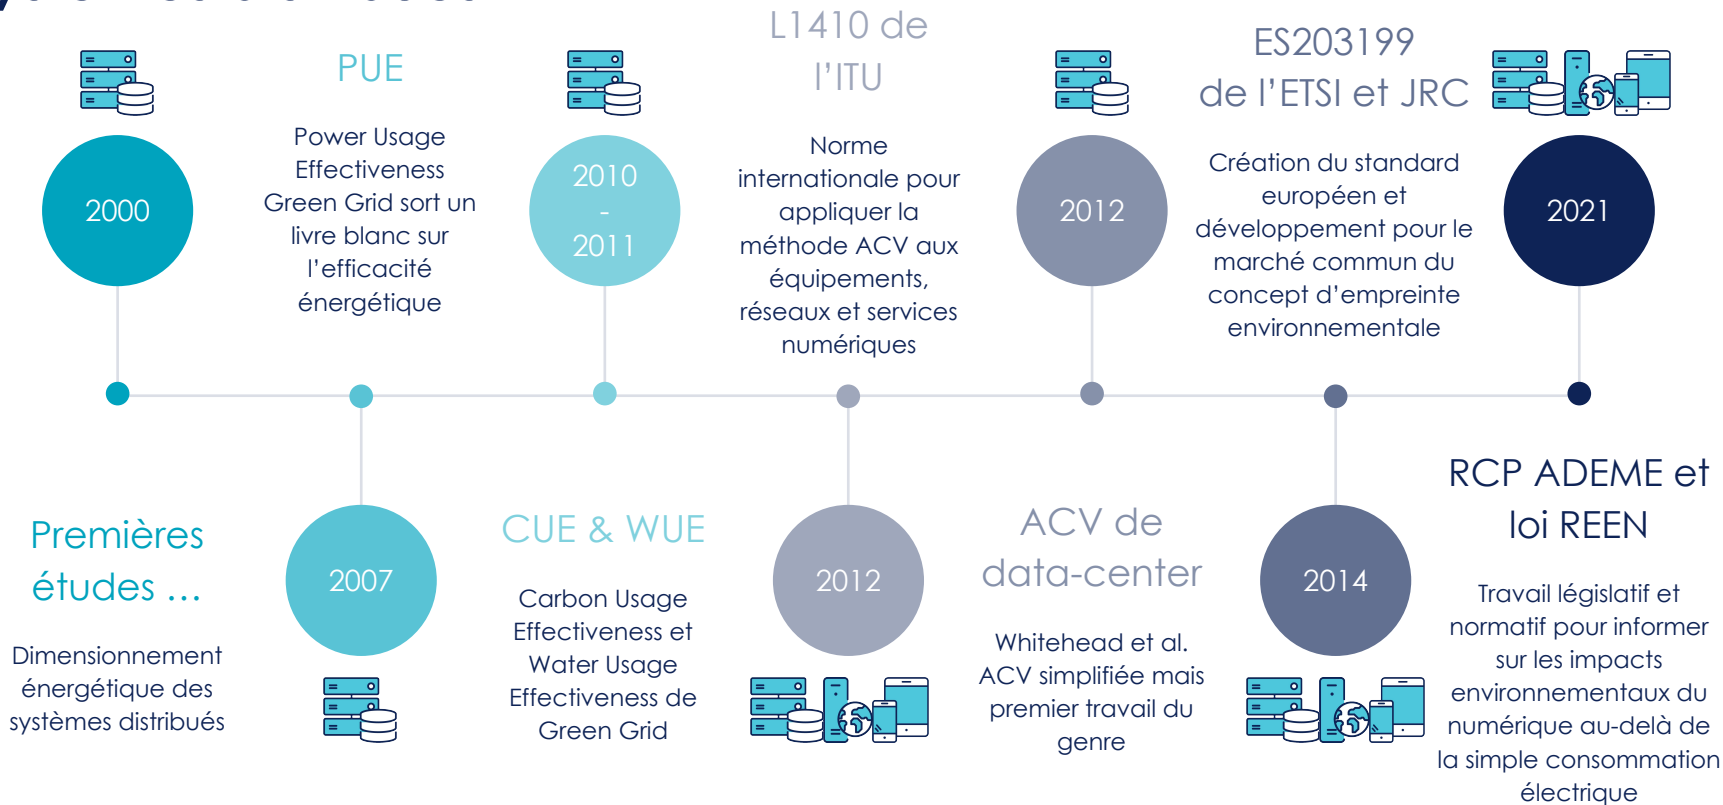 2000
Premières
études ...
Dimensionnement
énergétique des
systèmes distribués
PUE
Power Usage
Effectiveness
Green Grid sort un
livre blanc sur
l’efficacité
énergétique
2007
2010
-
2011
CUE & WUE
Carbon Usage
Effectiveness et
Water Usage
Effectiveness de
Green Grid
L1410 de
l’ITU
Norme
internationale pour
appliquer la
méthode ACV aux
équipements,
réseaux et services
numériques
2012
2012
ACV de
data-center
Whitehead et al.
ACV simplifiée mais
premier travail du
genre
ES203199
de l’ETSI et JRC
Création du standard
européen et
développement pour le
marché commun du
concept d’empreinte
environnementale
2014
2021
RCP ADEME et
loi REEN
Travail législatif et
normatif pour informer
sur les impacts
environnementaux du
numérique au-delà de
la simple consommation
électrique